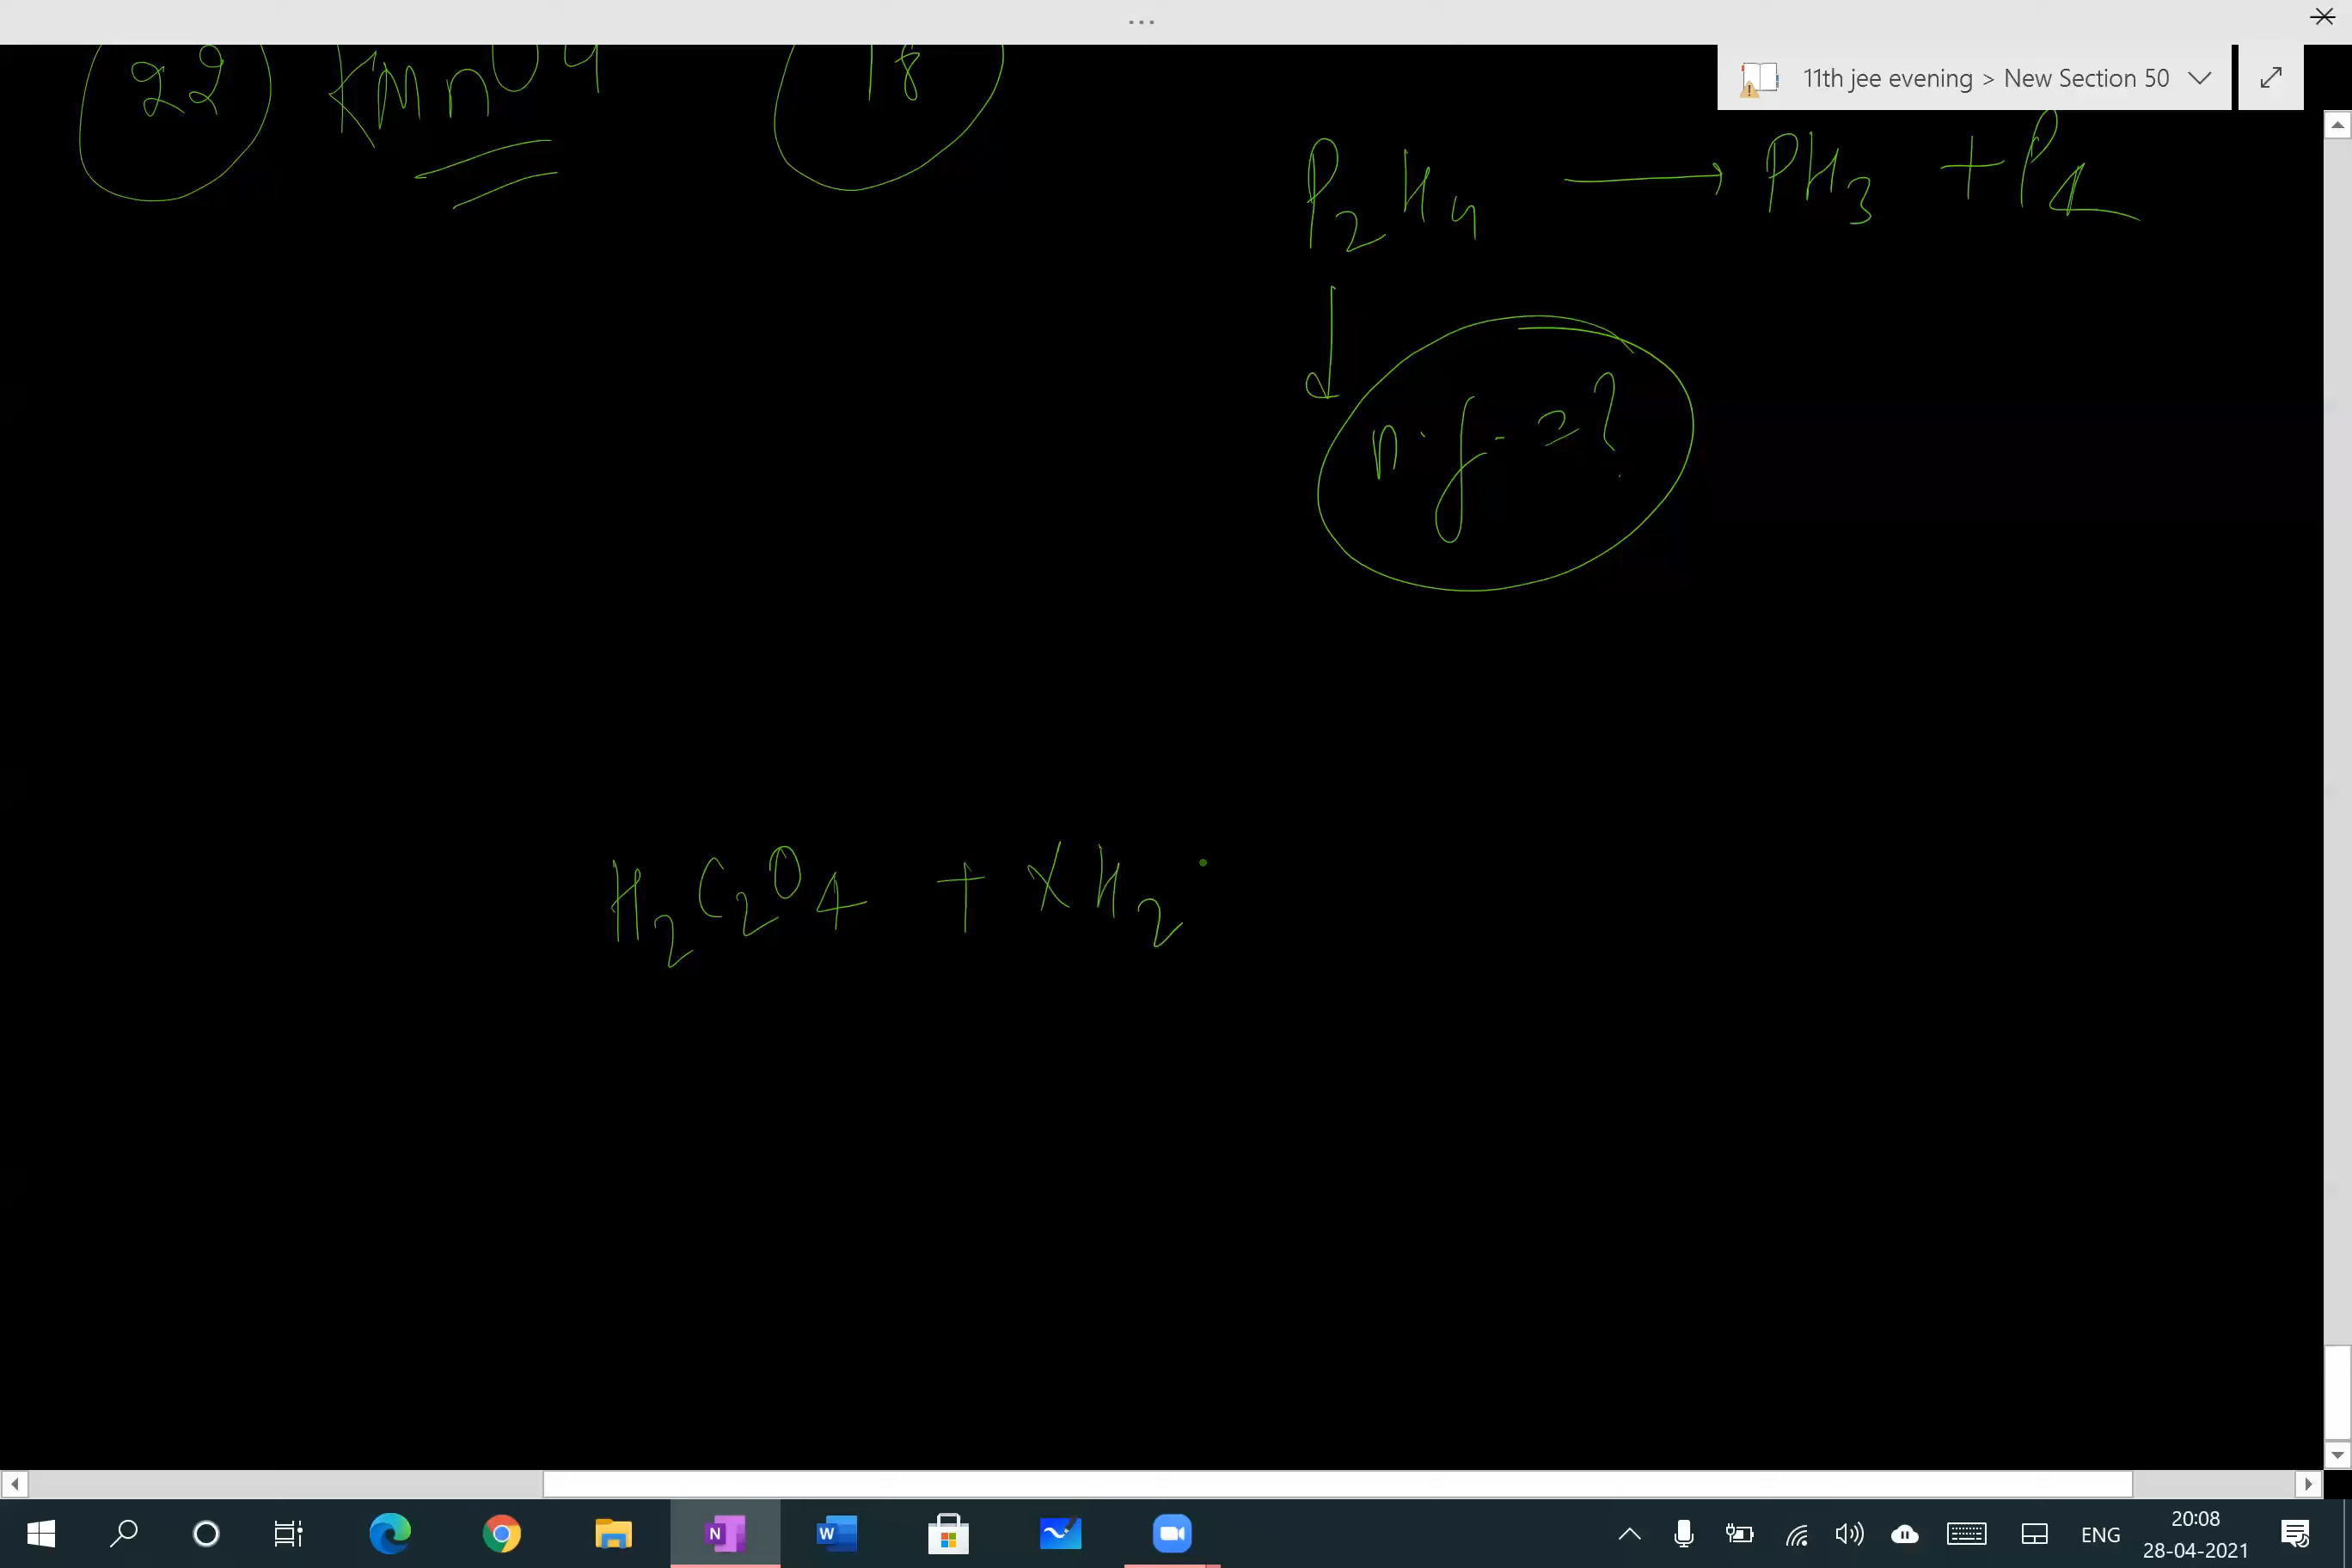 ...
11th jee evening > New Section 50
22 KMnO4 18
P2H4 → PH3 + P4
n.f. = ?
H2C2O4 + xH2
ENG
20:08
28-04-2021